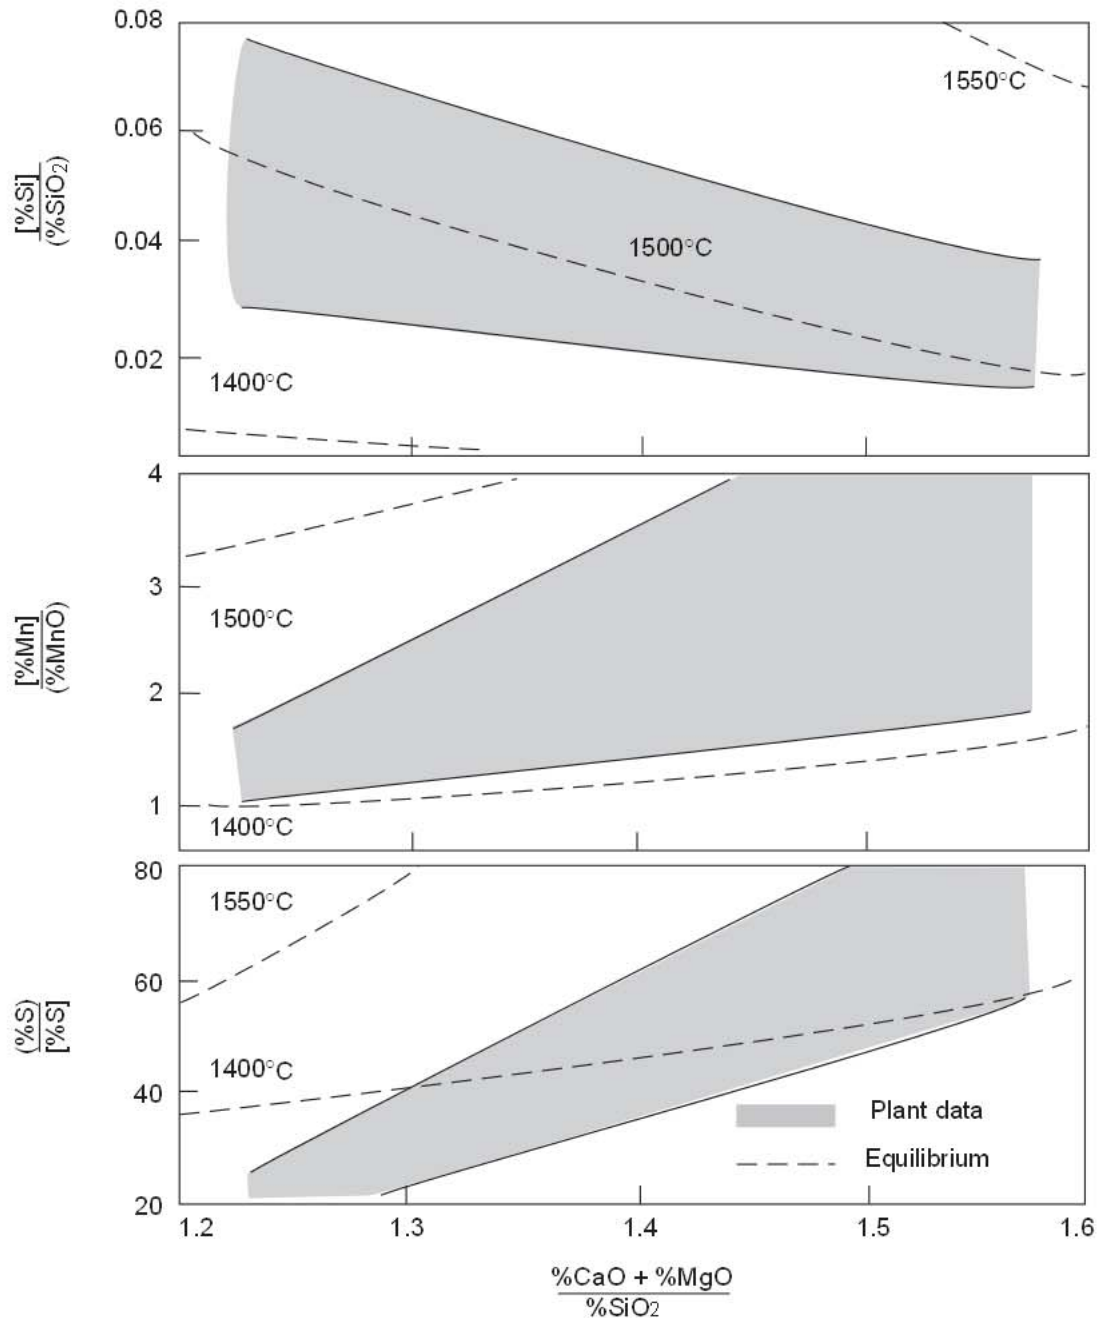 0.08
0.06
0.04
0.02
[%Si]
(%SiO2)
1550°C
1500°C
1400°C
4
3
2
1
[%Mn]
(%MnO)
1500°C
1400°C
80
60
40
20
(%S)
[%S]
1550°C
1400°C
Plant data
Equilibrium
1.2 1.3 1.4 1.5 1.6
%CaO + %MgO
%SiO2